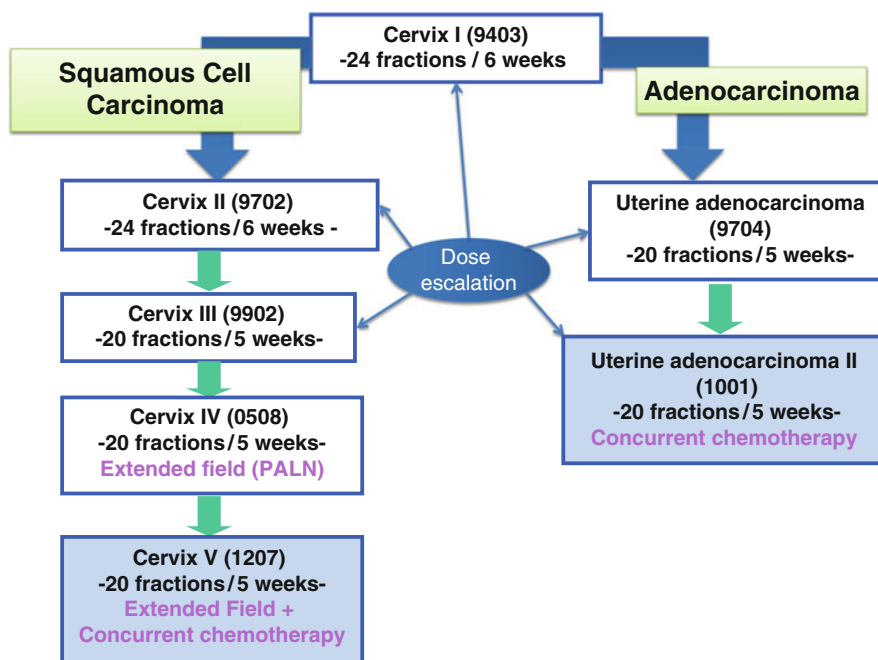 Cervix I (9403)
-24 fractions / 6 weeks
Squamous Cell
Carcinoma
Adenocarcinoma
Cervix II (9702)
-24 fractions/6 weeks -
Uterine adenocarcinoma
(9704)
-20 fractions/5 weeks-
Dose
escalation
Cervix III (9902)
-20 fractions/5 weeks-
Uterine adenocarcinoma II
(1001)
-20 fractions/5 weeks-
Concurrent chemotherapy
Cervix IV (0508)
-20 fractions/5 weeks-
Extended field (PALN)
Cervix V (1207)
-20 fractions/5 weeks-
Extended Field +
Concurrent chemotherapy